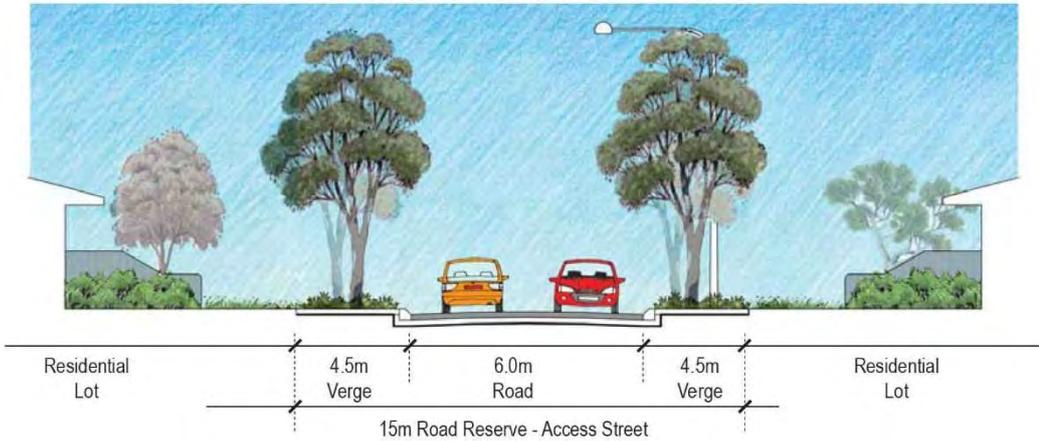 Residential 4.5m 6.0m 4.5m Residential
Lot Verge Road Verge Lot
15m Road Reserve - Access Street